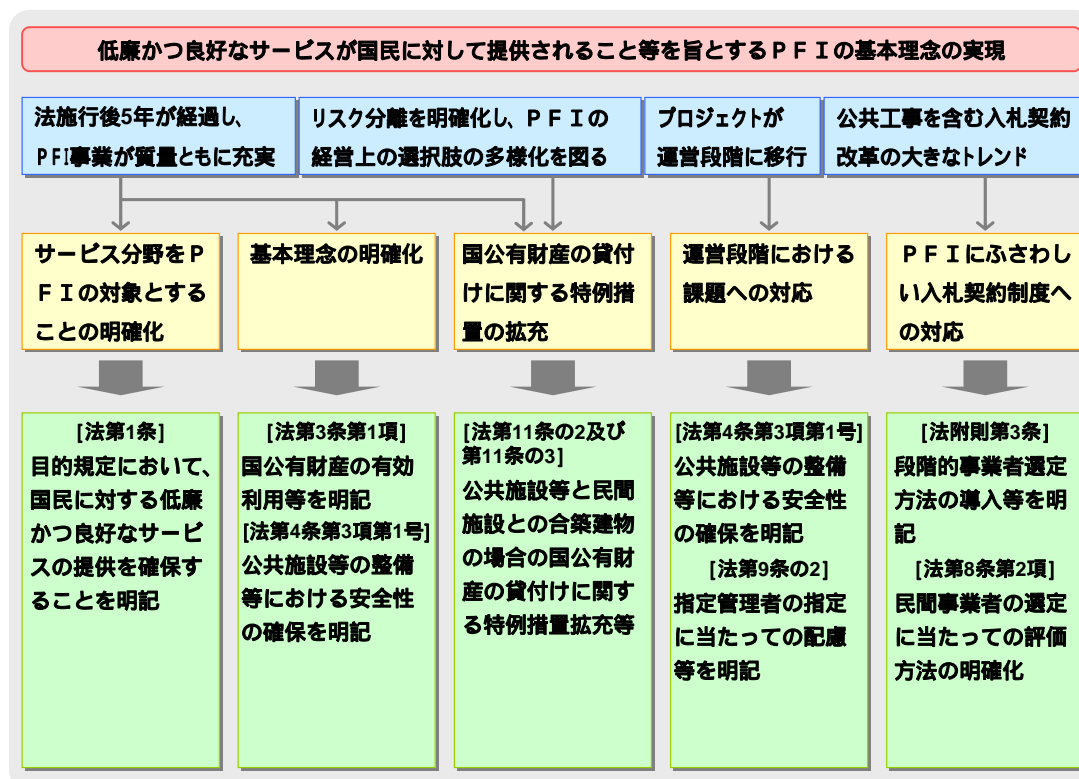 低廉かつ良好なサービスが国民に対して提供されること等を旨とするＰＦＩの基本理念の実現
法施行後5年が経過し、
PFI事業が質量ともに充実
リスク分離を明確化し、ＰＦＩの
経営上の選択肢の多様化を図る
プロジェクトが
運営段階に移行
公共工事を含む入札契約
改革の大きなトレンド
サービス分野をＰ
ＦＩの対象とする
ことの明確化
基本理念の明確化
国公有財産の貸付
けに関する特例措
置の拡充
運営段階における
課題への対応
ＰＦＩにふさわし
い入札契約制度へ
の対応
[法第1条]
目的規定において、
国民に対する低廉
かつ良好なサービ
スの提供を確保す
ることを明記
[法第3条第1項]
国公有財産の有効
利用等を明記
[法第4条第3項第1号]
公共施設等の整備
等における安全性
の確保を明記
[法第11条の2及び
第11条の3]
公共施設等と民間
施設との合築建物
の場合の国公有財
産の貸付けに関す
る特例措置拡充等
[法第4条第3項第1号]
公共施設等の整備
等における安全性
の確保を明記
[法第9条の2]
指定管理者の指定
に当たっての配慮
等を明記
[法附則第3条]
段階的事業者選定
方法の導入等を明
記
[法第8条第2項]
民間事業者の選定
に当たっての評価
方法の明確化